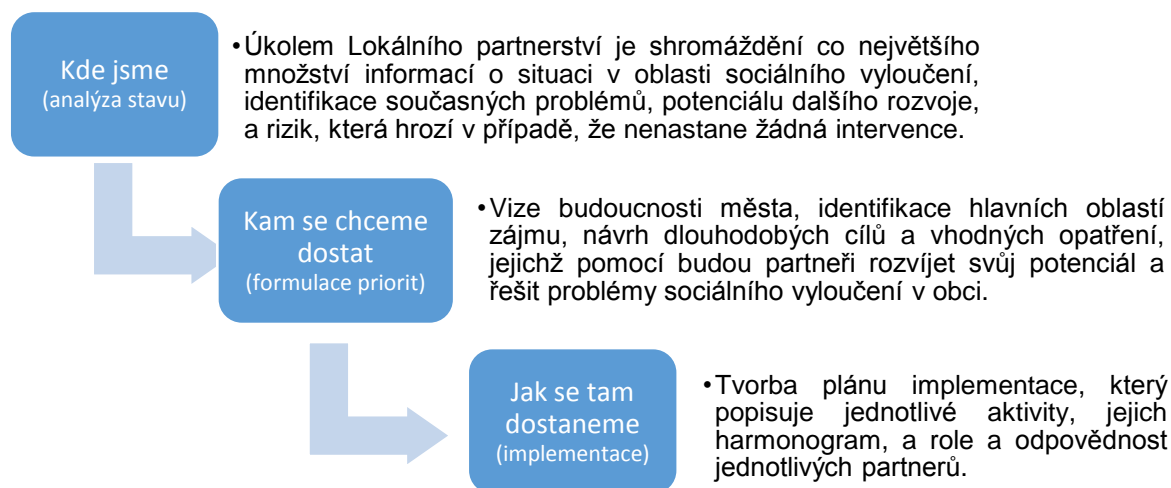 Kde jsme
(analýza stavu)
•Úkolem Lokálního partnerství je shromáždění co největšího
množství informací o situaci v oblasti sociálního vyloučení,
identifikace současných problémů, potenciálu dalšího rozvoje,
a rizik, která hrozí v případě, že nenastane žádná intervence.
Kam se chceme
dostat
(formulace priorit)
•Vize budoucnosti města, identifikace hlavních oblastí
zájmu, návrh dlouhodobých cílů a vhodných opatření,
jejichž pomocí budou partneři rozvíjet svůj potenciál a
řešit problémy sociálního vyloučení v obci.
Jak se tam
dostaneme
(implementace)
•Tvorba plánu implementace, který
popisuje jednotlivé aktivity, jejich
harmonogram, a role a odpovědnost
jednotlivých partnerů.